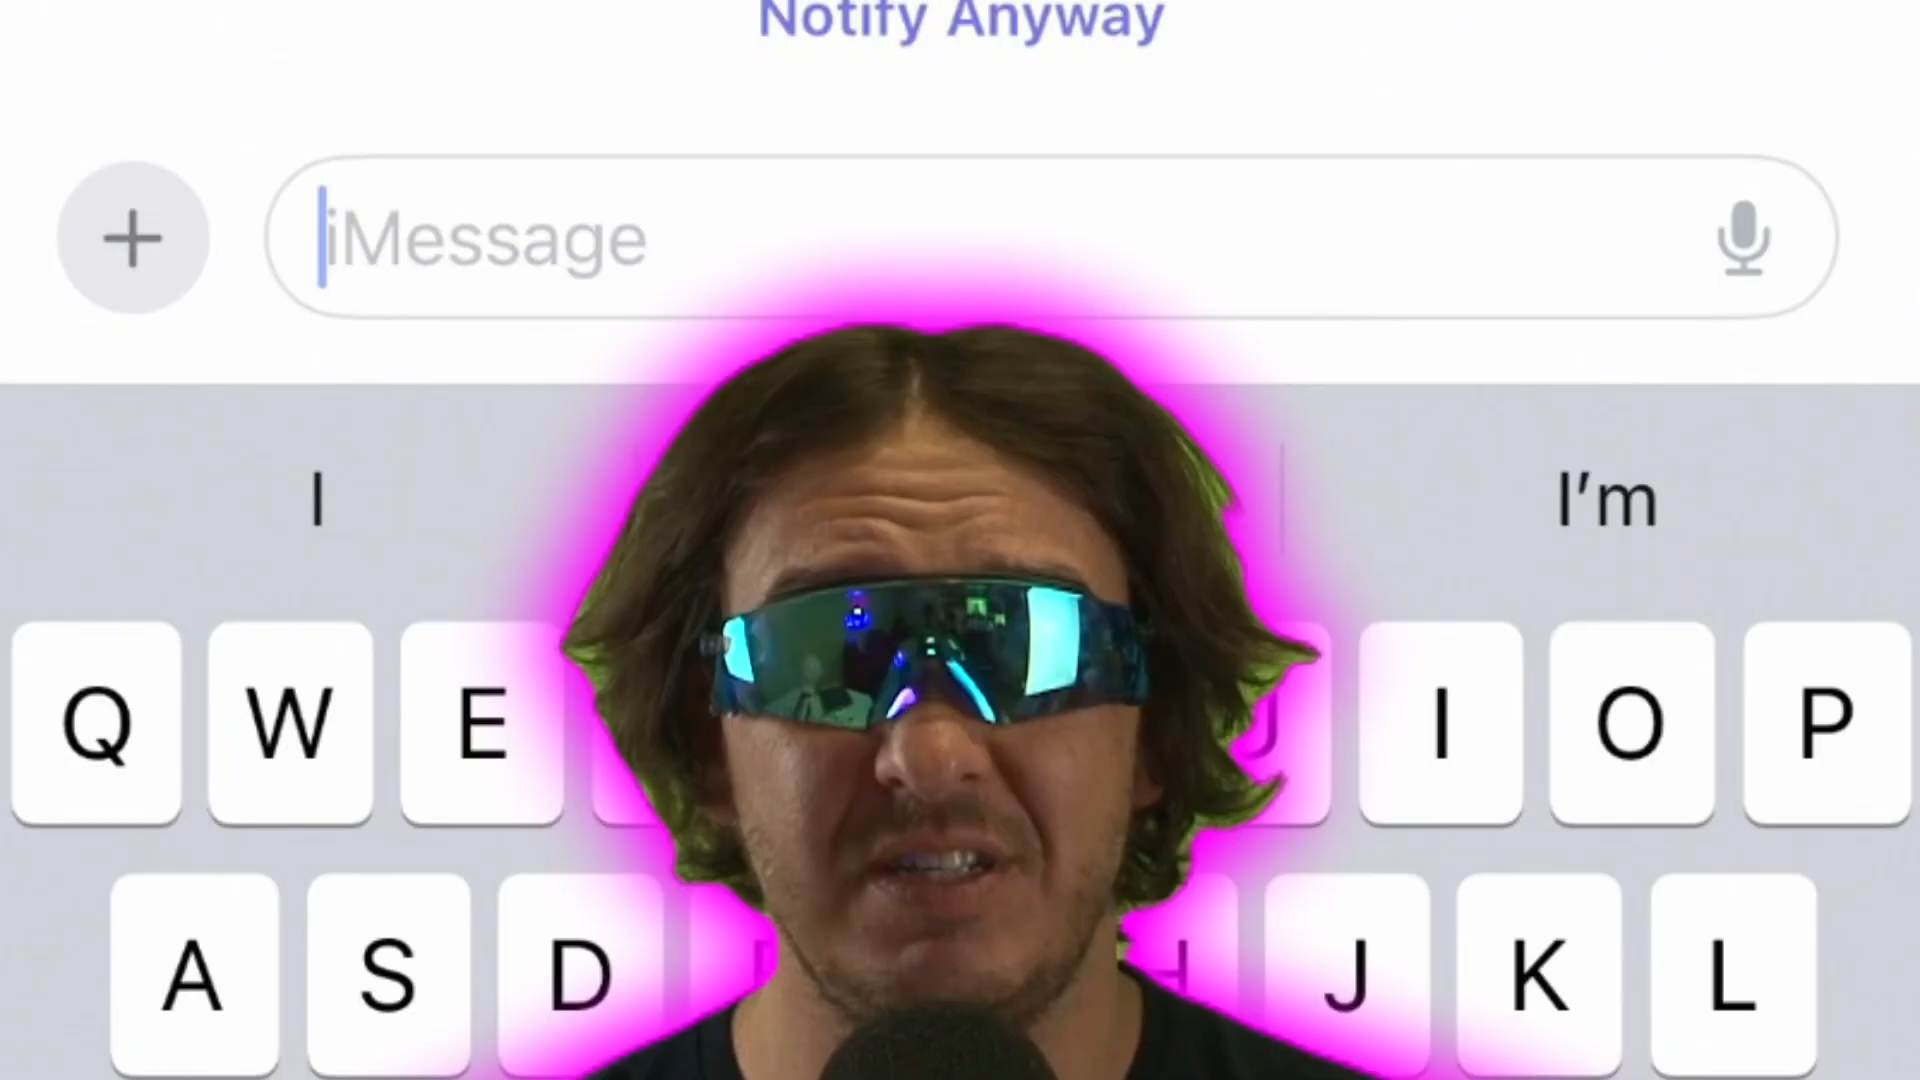 Notify Anyway
iMessage
I I'm
Q W E I O P
A S D J K L